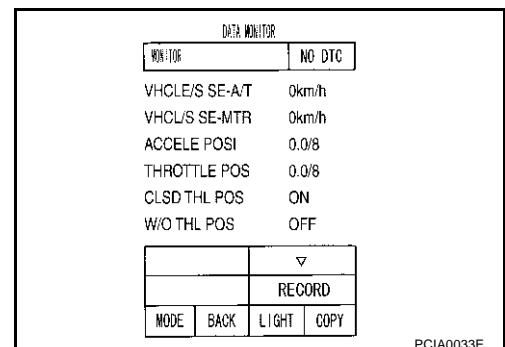 DATA MONITOR
MONITOR NO DTC
VHCLE/S SE-A/T 0km/h
VHCL/S SE-MTR 0km/h
ACCELE POSI 0.0/8
THROTTLE POS 0.0/8
CLSD THL POS ON
W/O THL POS OFF
▽
RECORD
MODE BACK LIGHT COPY
PCIA0033E